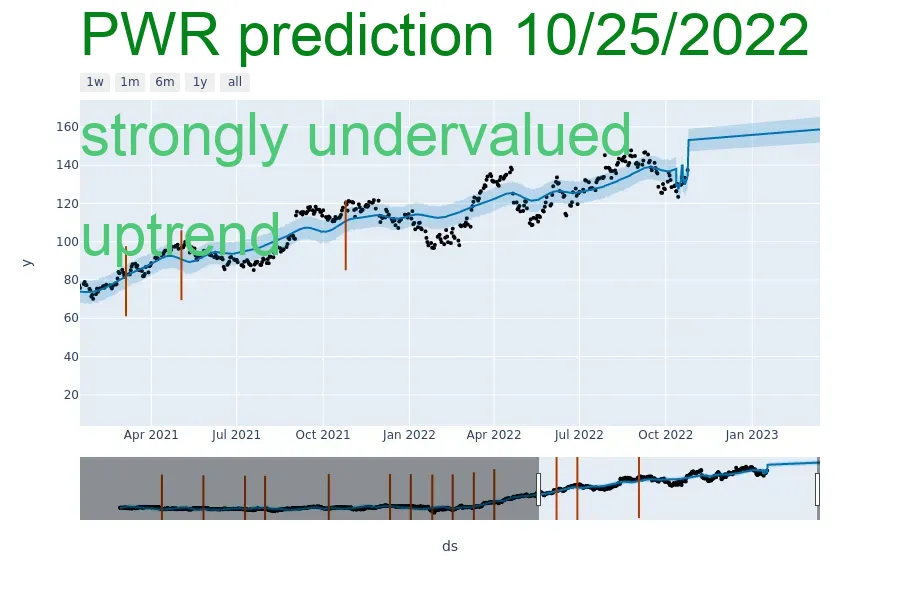 PWR prediction 10/25/2022
1w 1m 6m 1y all
strongly undervalued
uptrend
160
140
120
100
80
60
40
20
y
Apr 2021 Jul 2021 Oct 2021 Jan 2022 Apr 2022 Jul 2022 Oct 2022 Jan 2023
ds